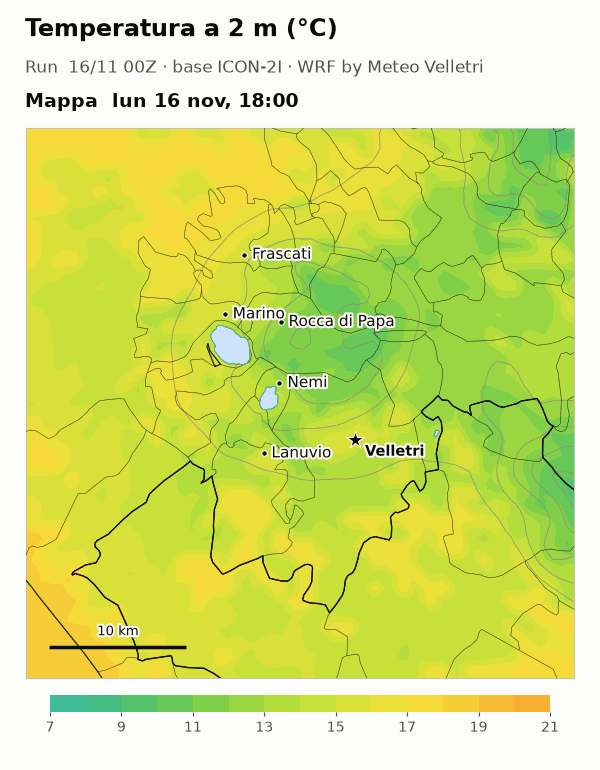 Temperatura a 2 m (°C)
Run  16/11 00Z · base ICON-2I · WRF by Meteo Velletri
Mappa  lun 16 nov, 18:00
Frascati
Marino
Rocca di Papa
Nemi
Velletri
Lanuvio
10 km
7 9 11 13 15 17 19 21